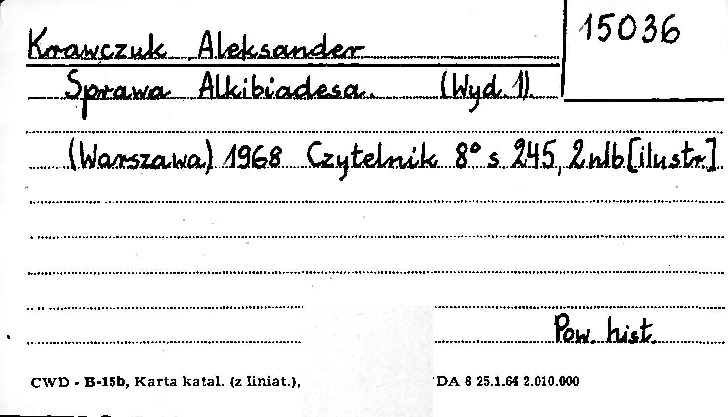 15036
Krawczuk Aleksander
Sprawa Alkibiadesa. (Wyd. 1).
(Warszawa) 1968 Czytelnik 8° s 245, 2nlb [ilustr.]
Pow. hist.
CWD - B-15b, Karta katal. (z liniat.), DA 8 25.1.64 2.010.000